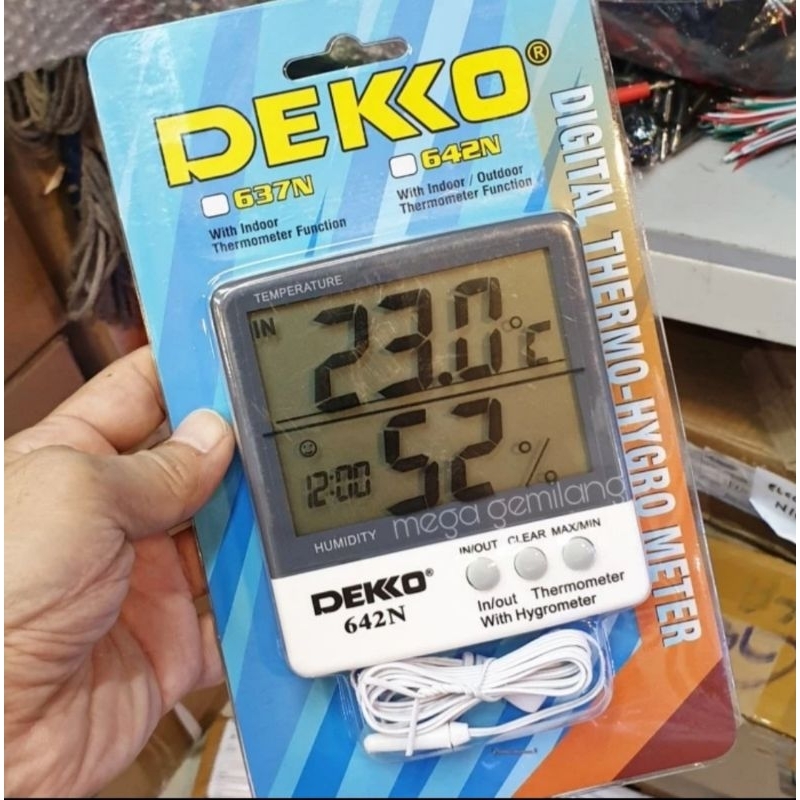 DEKKO®
637N
With Indoor
Thermometer Function
642N
With Indoor / Outdoor
Thermometer Function
DIGITAL THERMO-HYGRO METER
TEMPERATURE
IN
23.0°C
12:00
52%
HUMIDITY
mega gemilang
IN/OUT CLEAR MAX/MIN
DEKKO®
642N
In/out Thermometer
With Hygrometer